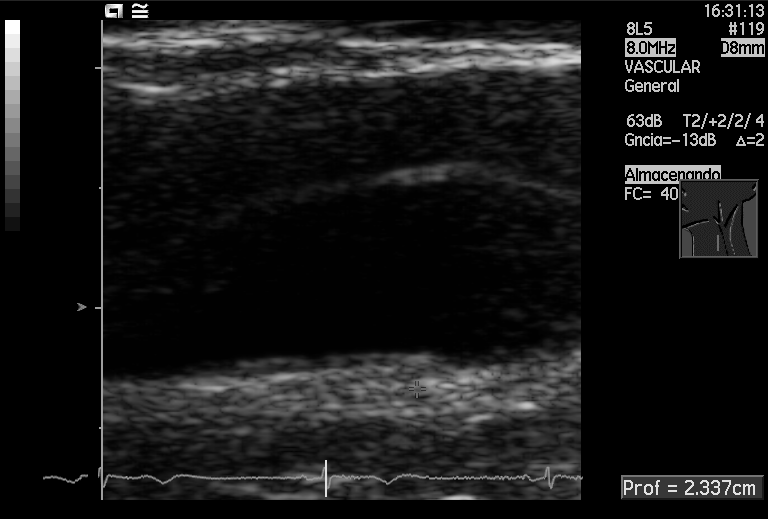 16:31:13
8L5 #119
8.0MHz 08mm
VASCULAR
General
63dB T2/+2/2/ 4
Gncia=-13dB Δ=2
Almacenando
FC= 40
Prof = 2.337cm